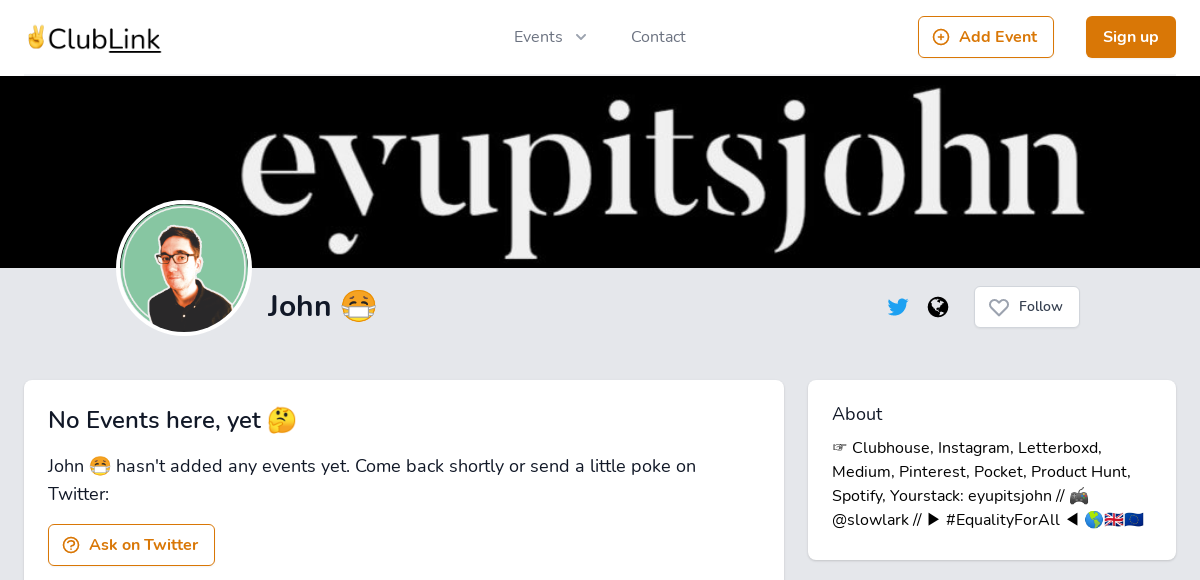 ✌️ClubLink
Events
Contact
Add Event
Sign up
eyupitsjohn
John 😷
Follow
No Events here, yet 🤔
John 😷 hasn't added any events yet. Come back shortly or send a little poke on
Twitter:
Ask on Twitter
About
☞ Clubhouse, Instagram, Letterboxd,
Medium, Pinterest, Pocket, Product Hunt,
Spotify, Yourstack: eyupitsjohn // 🎮
@slowlark // ▶ #EqualityForAll ◀ 🌎🇬🇧🇪🇺